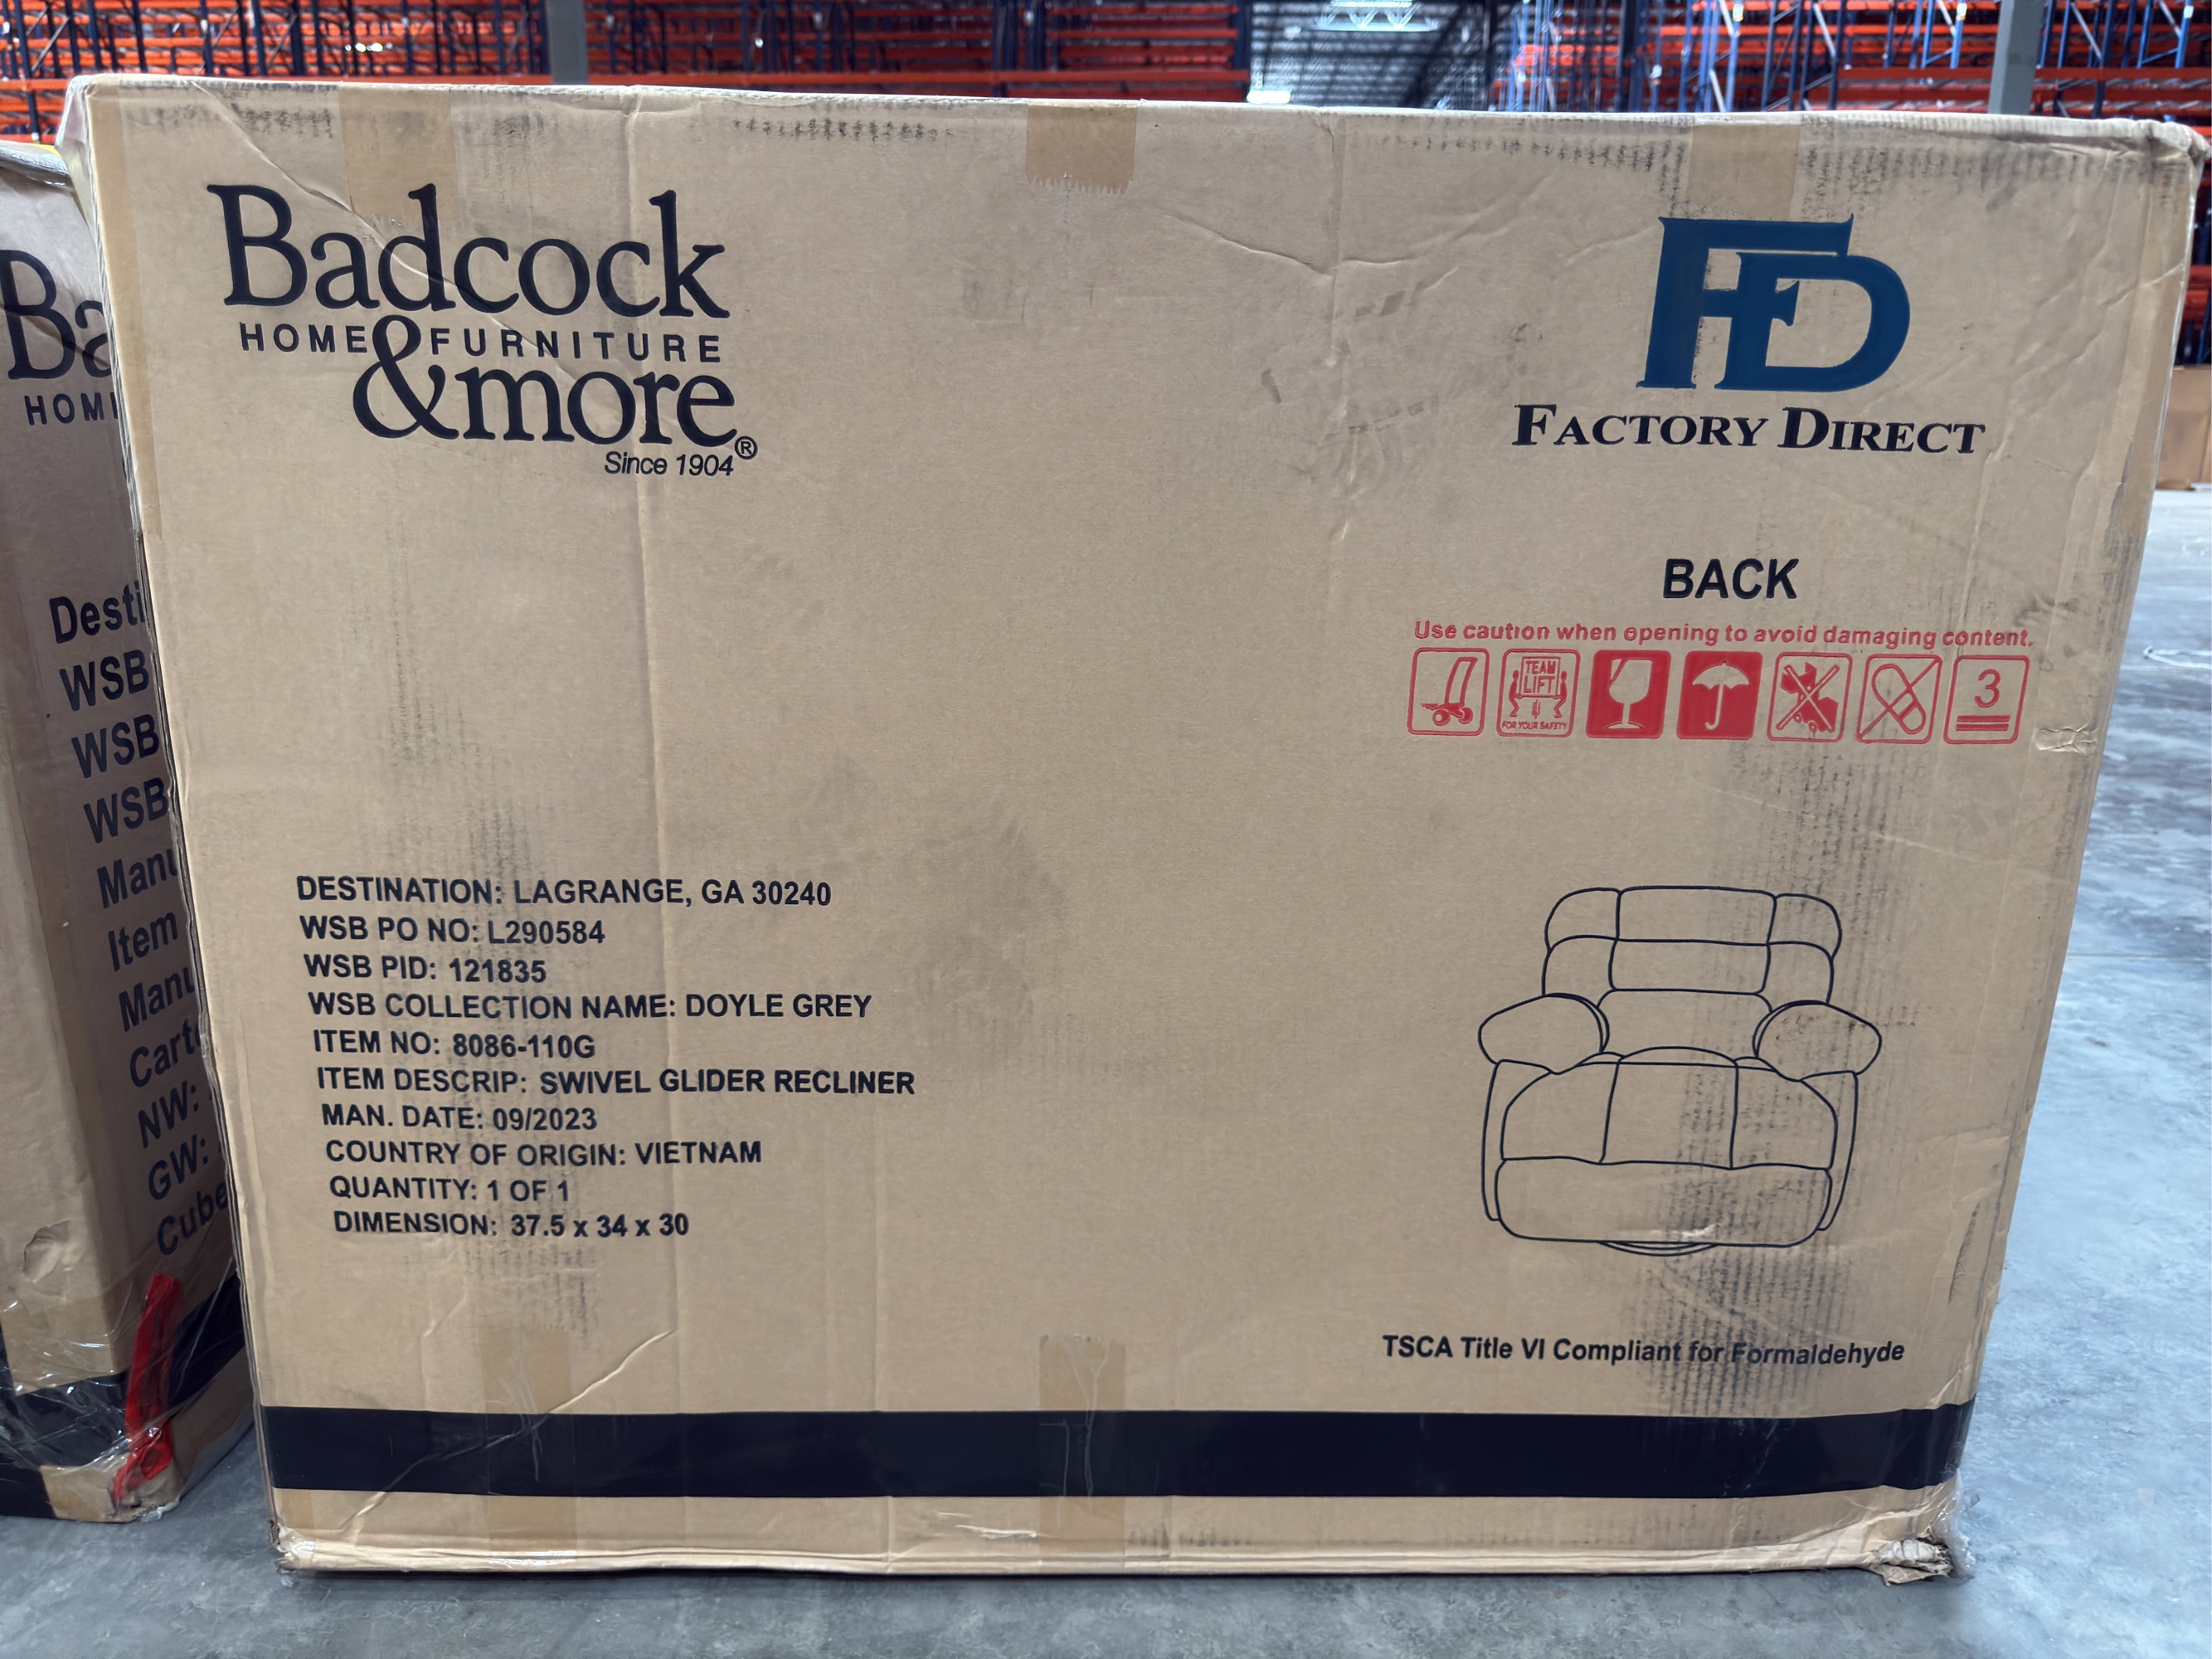 Badcock
HOME FURNITURE
&more®
Since 1904
FD
FACTORY DIRECT
BACK
Use caution when opening to avoid damaging content.
TEAM
LIFT
FOR YOUR SAFETY
3
DESTINATION: LAGRANGE, GA 30240
WSB PO NO: L290584
WSB PID: 121835
WSB COLLECTION NAME: DOYLE GREY
ITEM NO: 8086-110G
ITEM DESCRIP: SWIVEL GLIDER RECLINER
MAN. DATE: 09/2023
COUNTRY OF ORIGIN: VIETNAM
QUANTITY: 1 OF 1
DIMENSION: 37.5 x 34 x 30
TSCA Title VI Compliant for Formaldehyde
Ba
HOM
Desti
WSB
WSB
WSB
Manu
Item
Manu
Cart
NW:
GW:
Cube